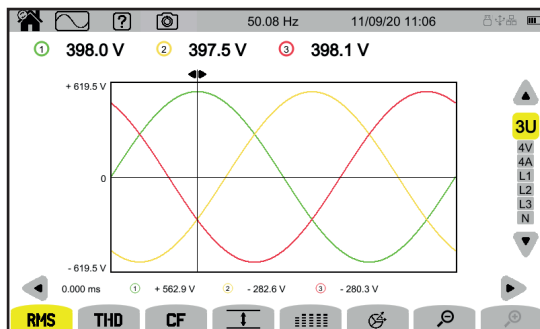 ? 50.08 Hz 11/09/20 11:06
1 398.0 V 2 397.5 V 3 398.1 V
+ 619.5 V
0
- 619.5 V
3U
4V
4A
L1
L2
L3
N
0.000 ms 1 + 562.9 V 2 - 282.6 V 3 - 280.3 V
RMS THD CF